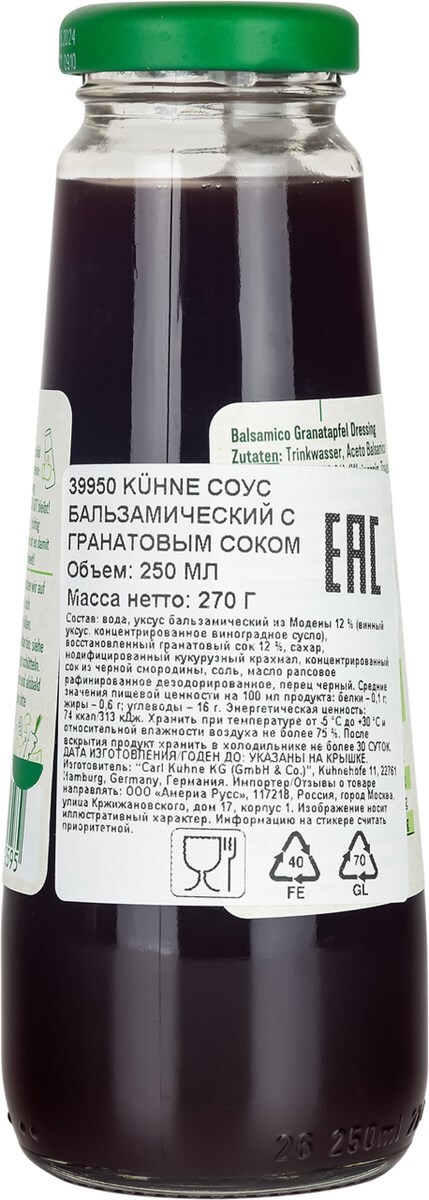 2024
0910
Balsamico Granatapfel Dressing
Zutaten: Trinkwasser, Aceto Balsamico
39950 KÜHNE СОУС
БАЛЬЗАМИЧЕСКИЙ С
ГРАНАТОВЫМ СОКОМ
Объем: 250 МЛ
Масса нетто: 270 Г
EAC
Состав: вода, уксус бальзамический из Модены 12 % (винный
уксус, концентрированное виноградное сусло),
восстановленный гранатовый сок 12 %, сахар,
модифицированный кукурузный крахмал, концентрированный
сок из черной смородины, соль, масло рапсовое
рафинированное дезодорированное, перец черный. Средние
значения пищевой ценности на 100 мл продукта: белки – 0,1 г;
жиры – 0,6 г; углеводы – 16 г. Энергетическая ценность:
74 ккал/313 кДж. Хранить при температуре от -5 °С до +30 °С и
относительной влажности воздуха не более 75 %. После
вскрытия продукт хранить в холодильнике не более 30 СУТОК.
ДАТА ИЗГОТОВЛЕНИЯ/ГОДЕН ДО: УКАЗАНЫ НА КРЫШКЕ.
Изготовитель: "Carl Kuhne KG (GmbH & Co.)", Kuhnehofe 11, 22761
Hamburg, Germany, Германия. Импортер/Отзывы о товаре
направлять: ООО «Америа Русс», 117218, Россия, город Москва,
улица Кржижановского, дом 17, корпус 1. Изображение носит
иллюстративный характер. Информацию на стикере считать
приоритетной.
40
FE
70
GL
26 250ml